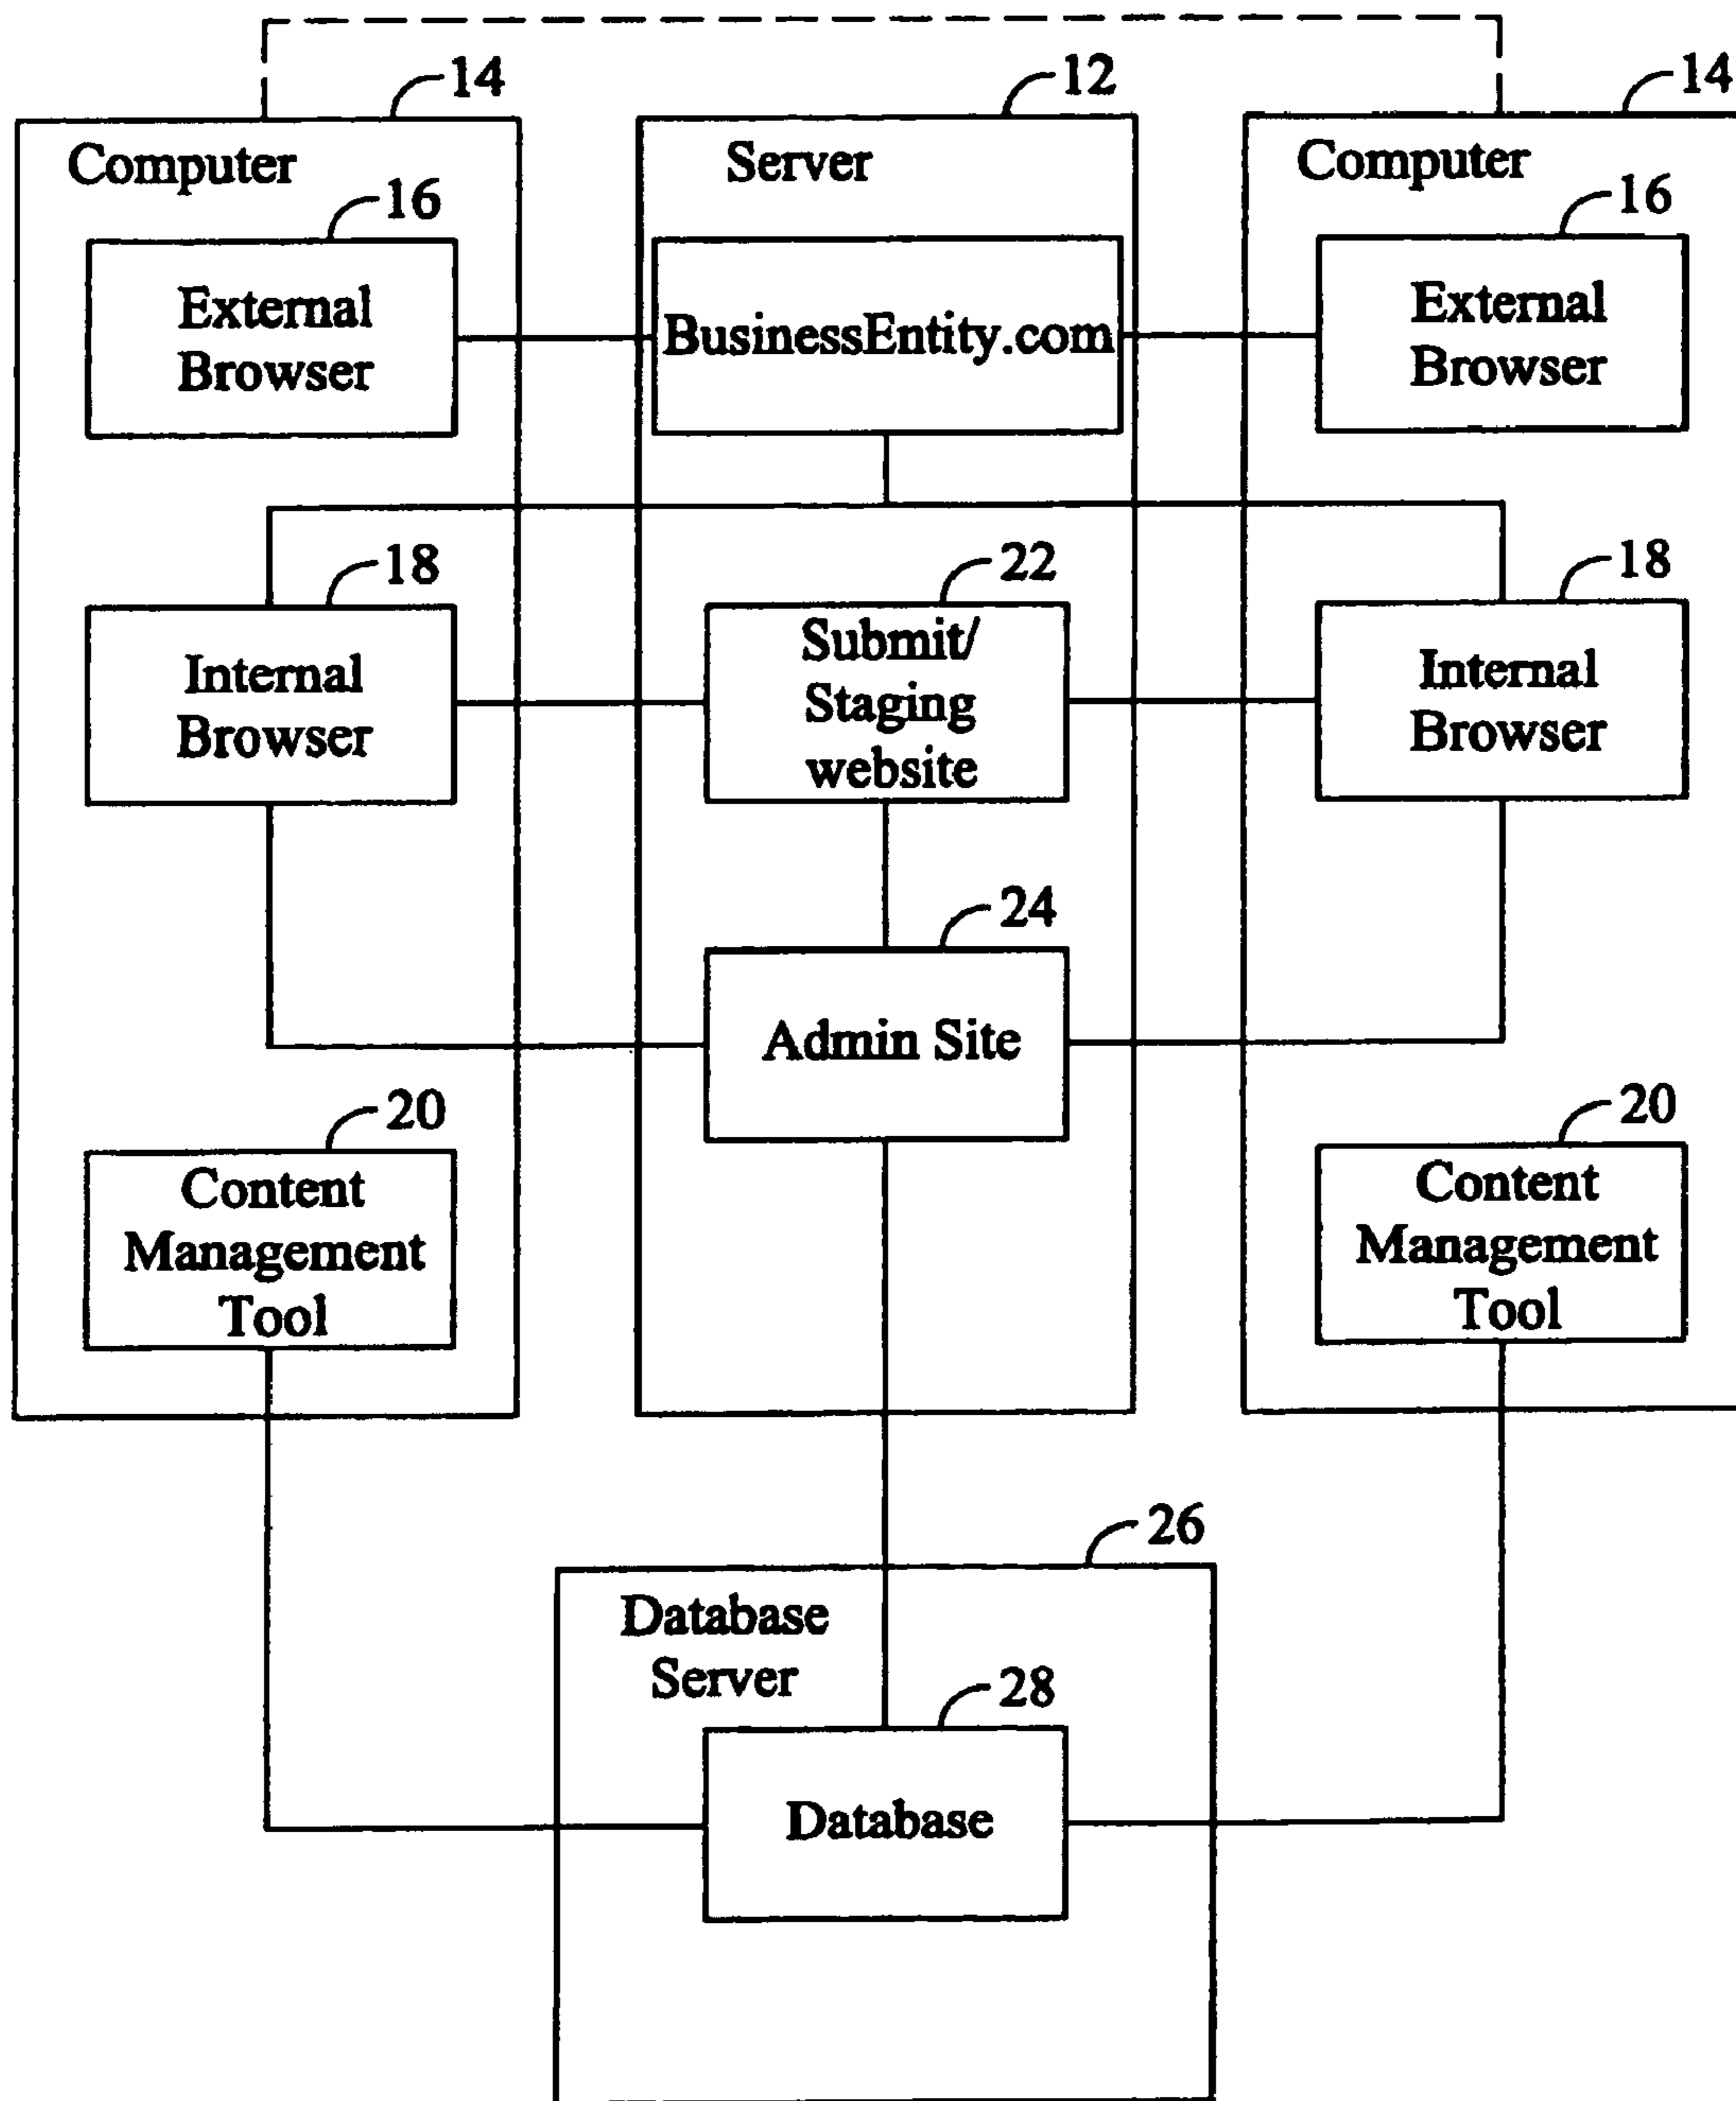 14
12
14
Computer
Server
Computer
16
16
External
Browser
BusinessEntity.com
External
Browser
18
22
18
Internal
Browser
Submit/
Staging
website
Internal
Browser
24
Admin Site
20
20
Content
Management
Tool
Content
Management
Tool
26
Database
Server
28
Database